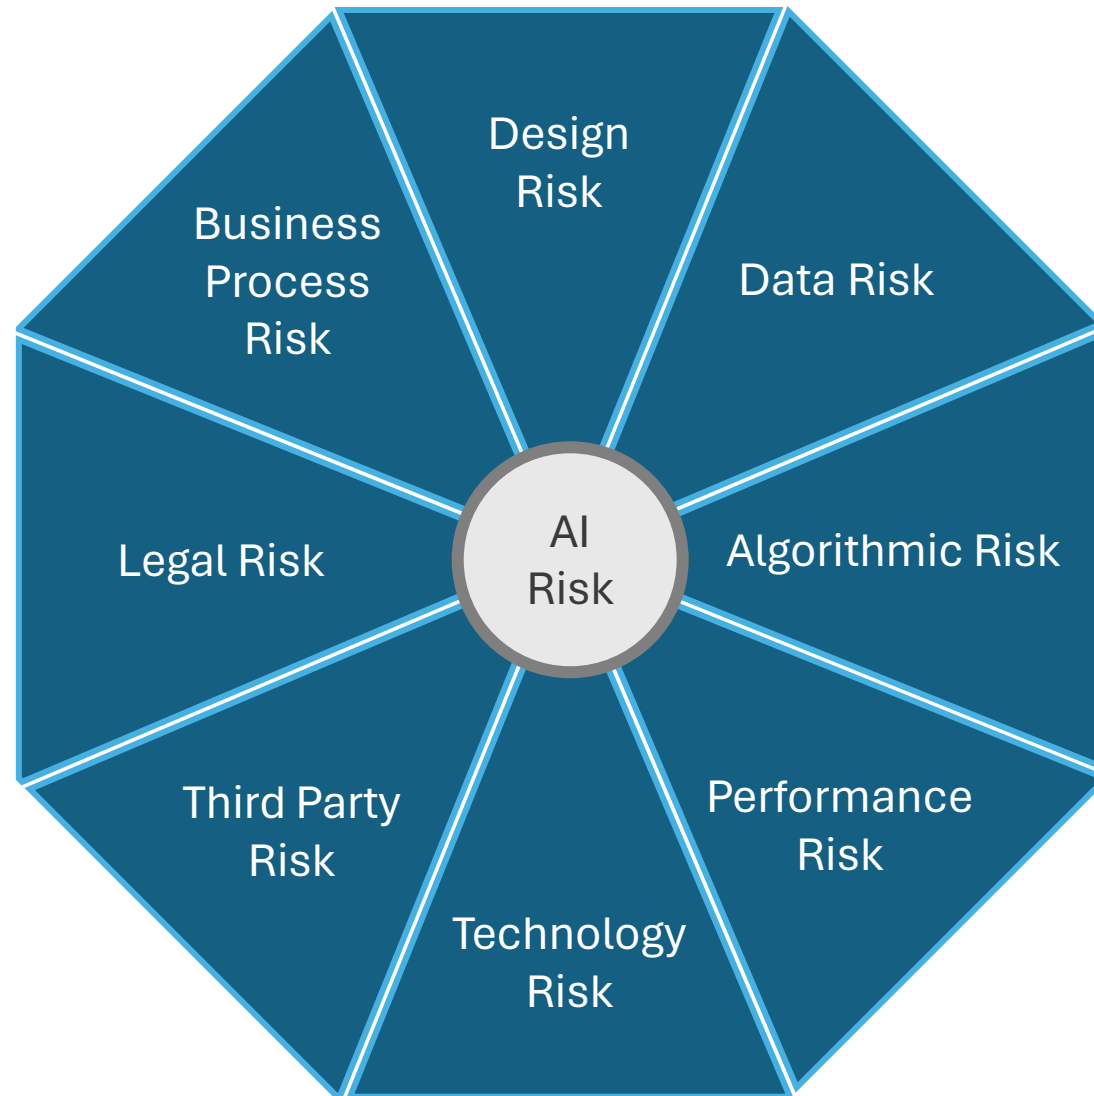 Design
Risk
Business
Process
Risk
Data Risk
AI
Risk
Legal Risk
Algorithmic Risk
Third Party
Risk
Performance
Risk
Technology
Risk